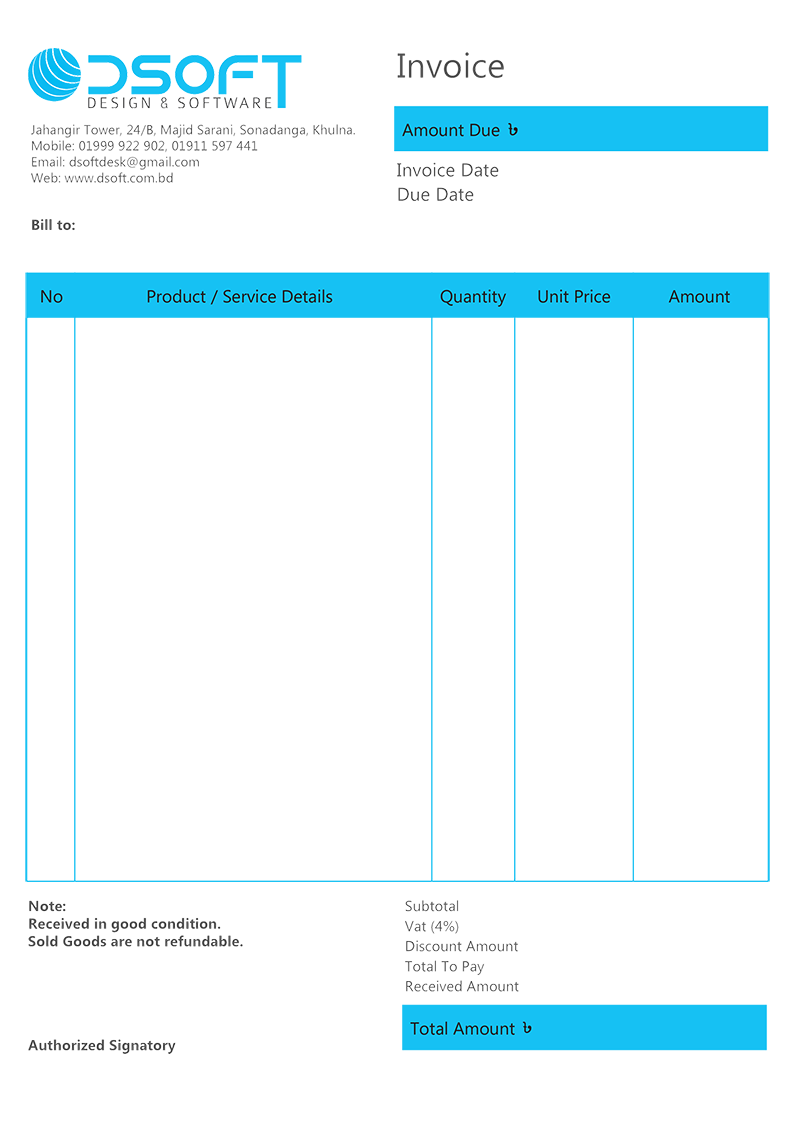 DSOFT
DESIGN & SOFTWARE
Jahangir Tower, 24/B, Majid Sarani, Sonadanga, Khulna.
Mobile: 01999 922 902, 01911 597 441
Email: dsoftdesk@gmail.com
Web: www.dsoft.com.bd
Bill to:
Invoice
Amount Due ৳
Invoice Date
Due Date
No Product / Service Details Quantity Unit Price Amount
Note:
Received in good condition.
Sold Goods are not refundable.
Authorized Signatory
Subtotal
Vat (4%)
Discount Amount
Total To Pay
Received Amount
Total Amount ৳